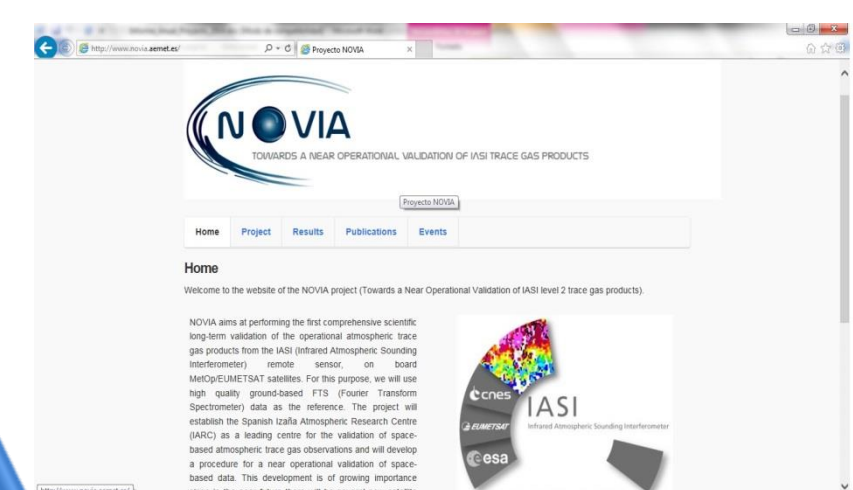 http://www.novia.aemet.es/
Proyecto NOVIA
NOVIA
TOWARDS A NEAR OPERATIONAL VALIDATION OF IASI TRACE GAS PRODUCTS
Proyecto NOVIA
Home Project Results Publications Events
Home
Welcome to the website of the NOVIA project (Towards a Near Operational Validation of IASI level 2 trace gas products).
NOVIA aims at performing the first comprehensive scientific
long-term validation of the operational atmospheric trace
gas products from the IASI (Infrared Atmospheric Sounding
Interferometer) remote sensor, on board
MetOp/EUMETSAT satellites. For this purpose, we will use
high quality ground-based FTS (Fourier Transform
Spectrometer) data as the reference. The project will
establish the Spanish Izaña Atmospheric Research Centre
(IARC) as a leading centre for the validation of space-
based atmospheric trace gas observations and will develop
a procedure for a near operational validation of space-
based data. This development is of growing importance
cnes
EUMETSAT
esa
IASI
Infrared Atmospheric Sounding Interferometer